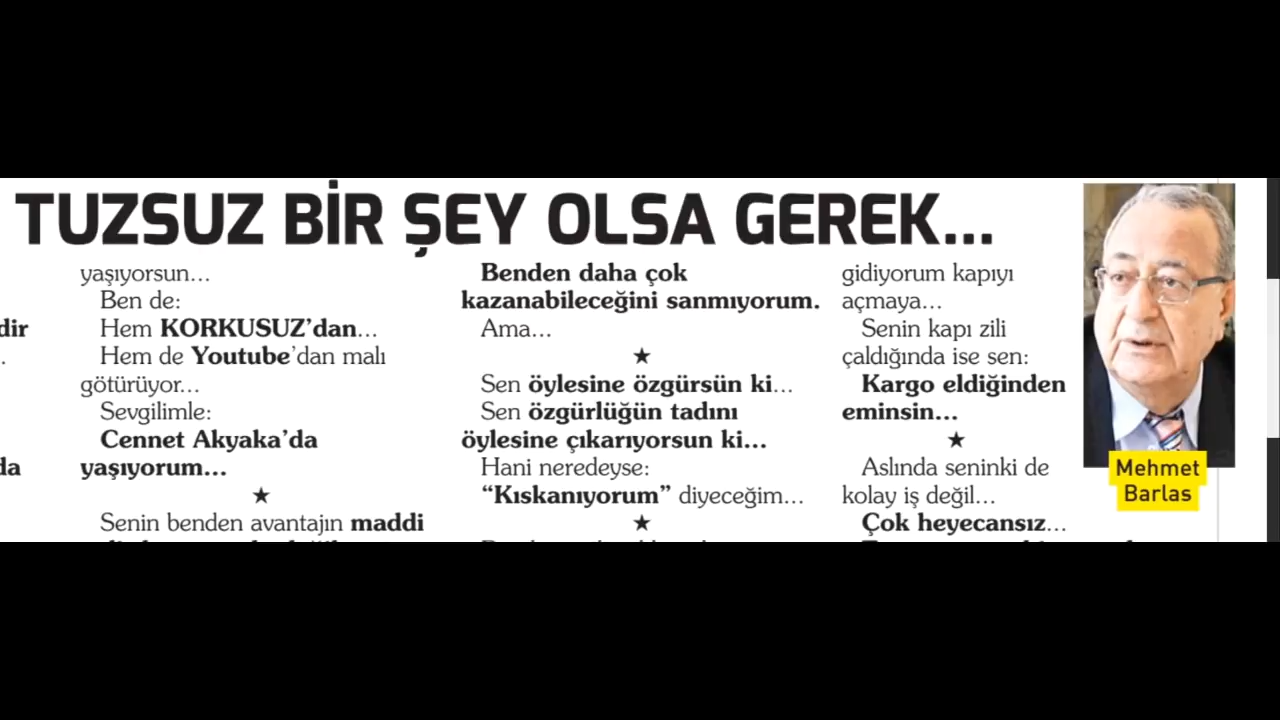 TUZSUZ BİR ŞEY OLSA GEREK...
dir
.
da
yaşıyorsun...
Ben de:
Hem KORKUSUZ'dan...
Hem de Youtube'dan malı
götürüyor...
Sevgilimle:
Cennet Akyaka'da
yaşıyorum...
★
Senin benden avantajın maddi
Benden daha çok
kazanabileceğini sanmıyorum.
Ama...
★
Sen öylesine özgürsün ki...
Sen özgürlüğün tadını
öylesine çıkarıyorsun ki...
Hani neredeyse:
“Kıskanıyorum” diyeceğim...
★
gidiyorum kapıyı
açmaya...
Senin kapı zili
çaldığında ise sen:
Kargo eldiğinden
eminsin...
★
Aslında seninki de
kolay iş değil...
Çok heyecansız...
Mehmet
Barlas